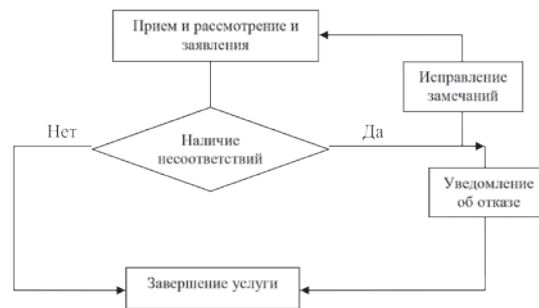 Прием и рассмотрение и
заявления
Исправление
замечаний
Нет
Наличие
несоответствий
Да
Уведомление
об отказе
Завершение услуги